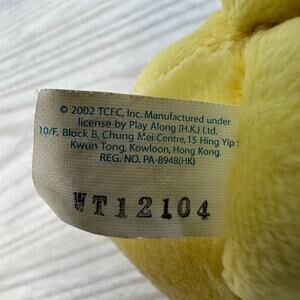 © 2002 TCFC, Inc. Manufactured under
license by Play Along (H.K.) Ltd.
10/F, Block B, Chung Mei Centre, 15 Hing Yip
Kwun Tong, Kowloon, Hong Kong.
REG. NO. PA-8948(HK)
WT12104